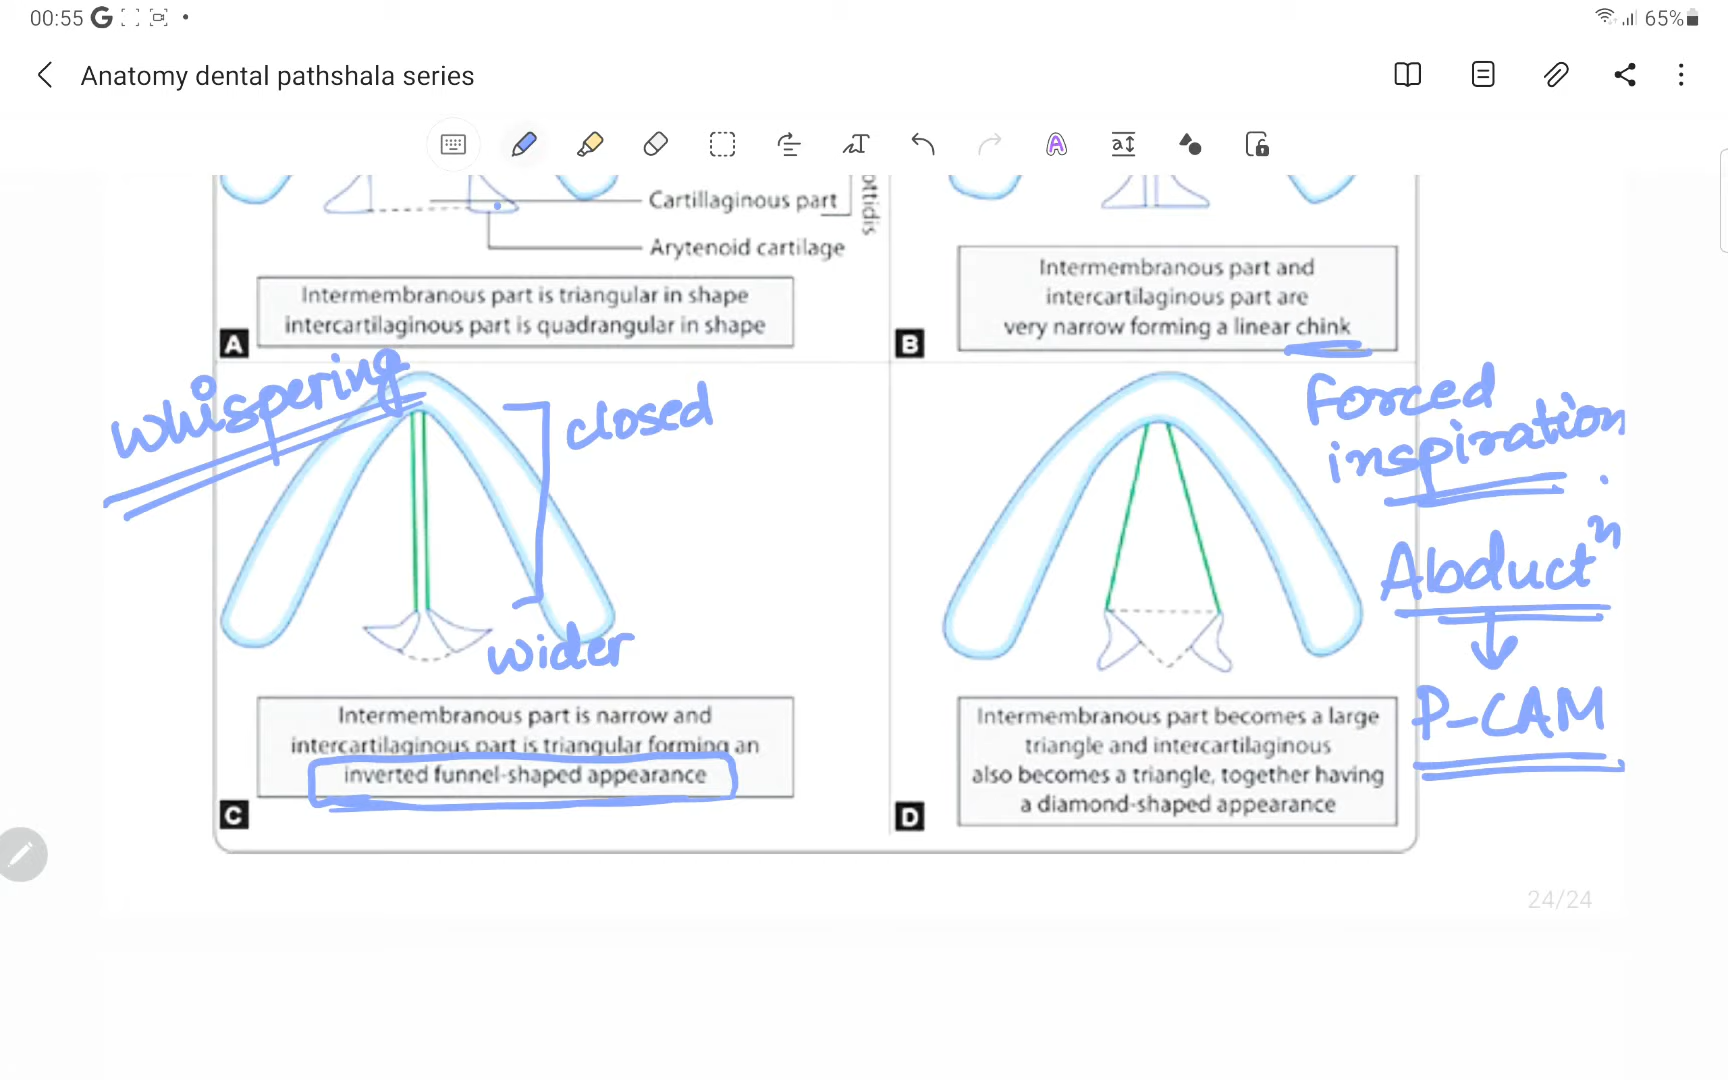 00:55 G
65%
Anatomy dental pathshala series
Cartillaginous part
Arytenoid cartilage
ottidis
Intermembranous part is triangular in shape
intercartilaginous part is quadrangular in shape
A
Intermembranous part and
intercartilaginous part are
very narrow forming a linear chink
B
whispering
closed
wider
Forced
inspiration
Abductⁿ
P-CAM
Intermembranous part is narrow and
intercartilaginous part is triangular forming an
inverted funnel-shaped appearance
C
Intermembranous part becomes a large
triangle and intercartilaginous
also becomes a triangle, together having
a diamond-shaped appearance
D
24/24